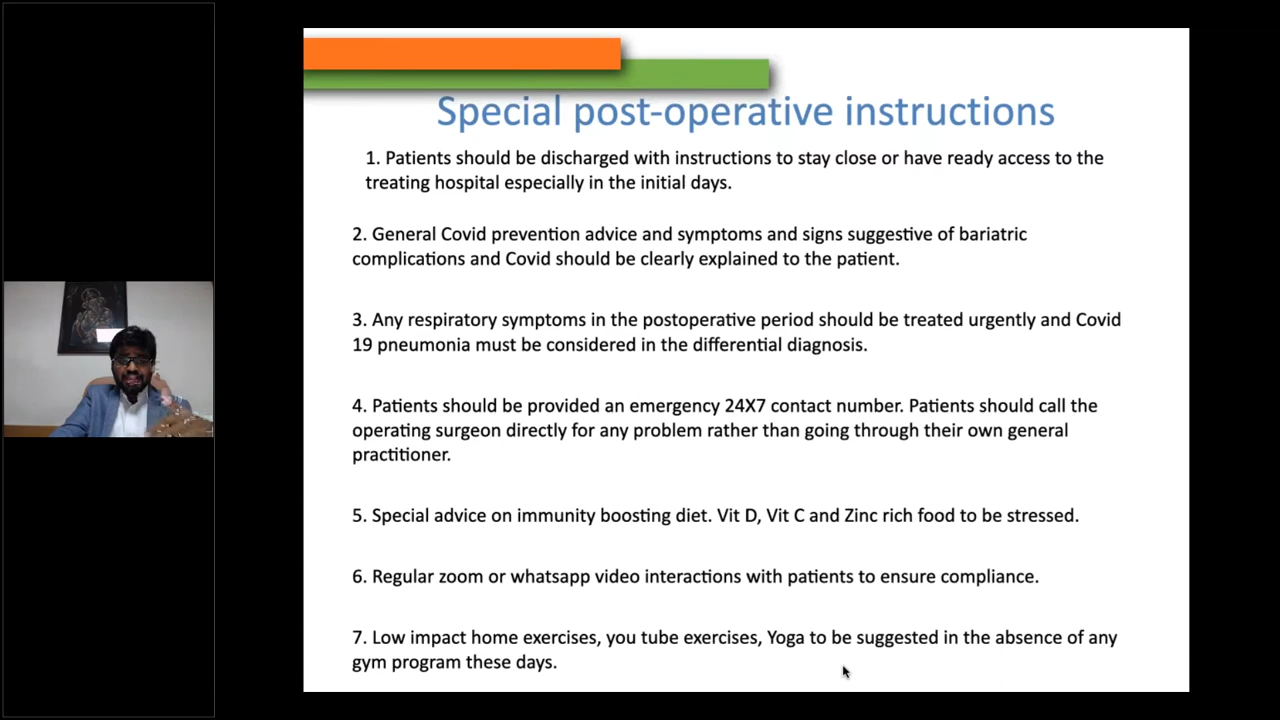 Special post-operative instructions
1. Patients should be discharged with instructions to stay close or have ready access to the
treating hospital especially in the initial days.
2. General Covid prevention advice and symptoms and signs suggestive of bariatric
complications and Covid should be clearly explained to the patient.
3. Any respiratory symptoms in the postoperative period should be treated urgently and Covid
19 pneumonia must be considered in the differential diagnosis.
4. Patients should be provided an emergency 24X7 contact number. Patients should call the
operating surgeon directly for any problem rather than going through their own general
practitioner.
5. Special advice on immunity boosting diet. Vit D, Vit C and Zinc rich food to be stressed.
6. Regular zoom or whatsapp video interactions with patients to ensure compliance.
7. Low impact home exercises, you tube exercises, Yoga to be suggested in the absence of any
gym program these days.